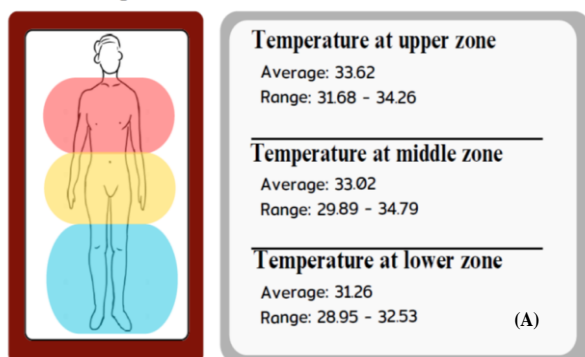 Temperature at upper zone
Average: 33.62
Range: 31.68 - 34.26
Temperature at middle zone
Average: 33.02
Range: 29.89 - 34.79
Temperature at lower zone
Average: 31.26
Range: 28.95 - 32.53
(A)